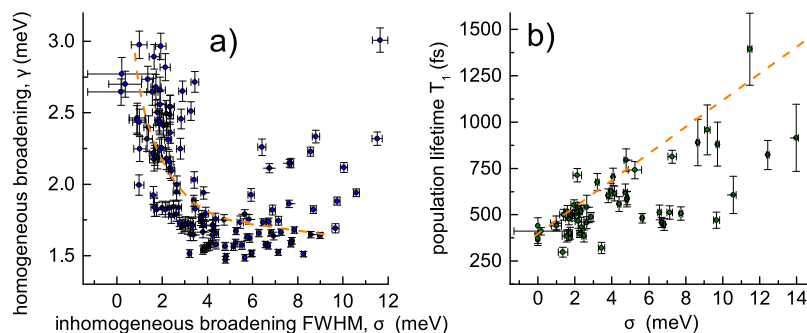 a)
homogeneous broadening, γ (meV)
3.0
2.5
2.0
1.5
0 2 4 6 8 10 12
inhomogeneous broadening FWHM, σ (meV)
b)
population lifetime T₁ (fs)
1500
1250
1000
750
500
250
0 2 4 6 8 10 12 14
σ (meV)